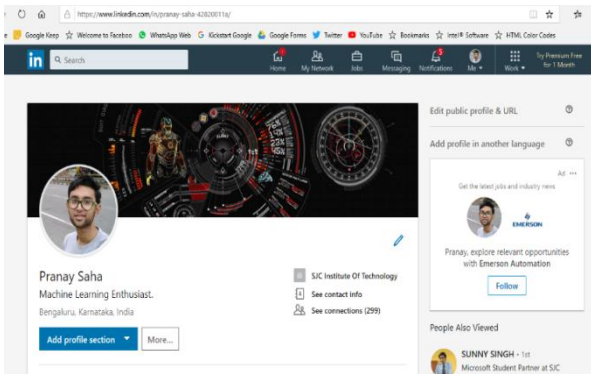 https://www.linkedin.com/in/pranay-saha-42820011a/
Google Keep Welcome to Faceboo WhatsApp Web G Kickstart Google Google Forms Twitter YouTube Bookmarks Intel® Software HTML Color Codes
in Search Home My Network Jobs Messaging Notifications Me Work Try Premium Free
for 1 Month
Edit public profile & URL
Add profile in another language
Ad ...
Get the latest jobs and industry news
EMERSON
Pranay, explore relevant opportunities
with Emerson Automation
Follow
Pranay Saha
Machine Learning Enthusiast.
Bengaluru, Karnataka, India
SJC Institute Of Technology
See contact info
See connections (299)
Add profile section More...
People Also Viewed
SUNNY SINGH • 1st
Microsoft Student Partner at SJC